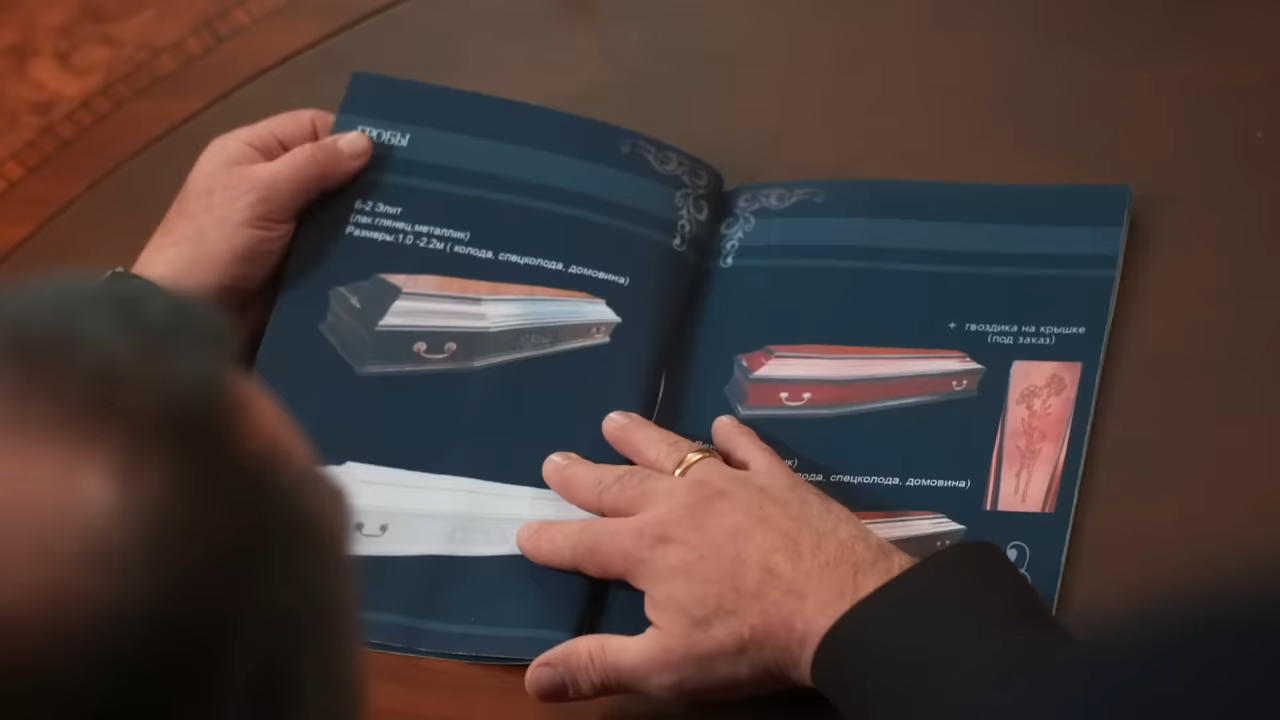 ГРОБЫ
Б-2 Элит
(лак глянец,металлик)
Размеры:1.0 -2.2м ( колода, спецколода, домовина)
+ гвоздика на крышке
(под заказ)
спецколода, домовина)